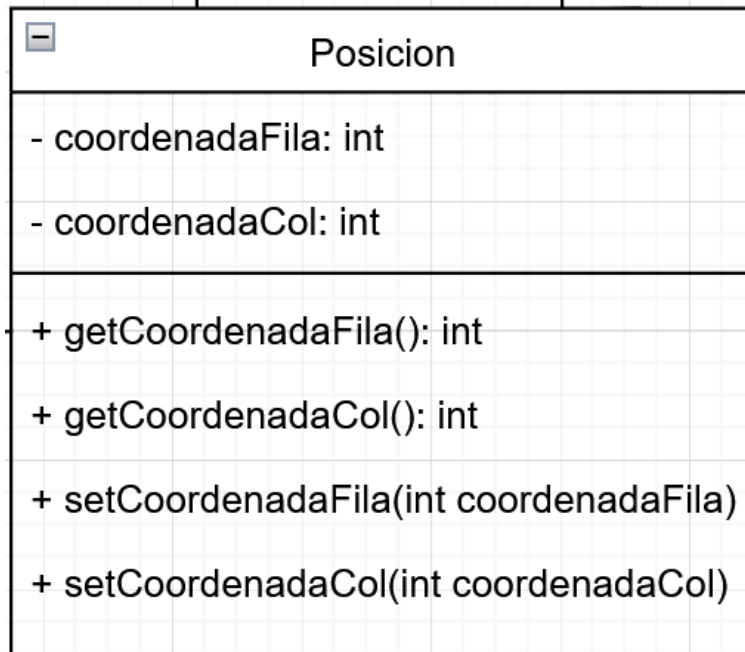 Posicion
- coordenadaFila: int
- coordenadaCol: int
+ getCoordenadaFila(): int
+ getCoordenadaCol(): int
+ setCoordenadaFila(int coordenadaFila)
+ setCoordenadaCol(int coordenadaCol)